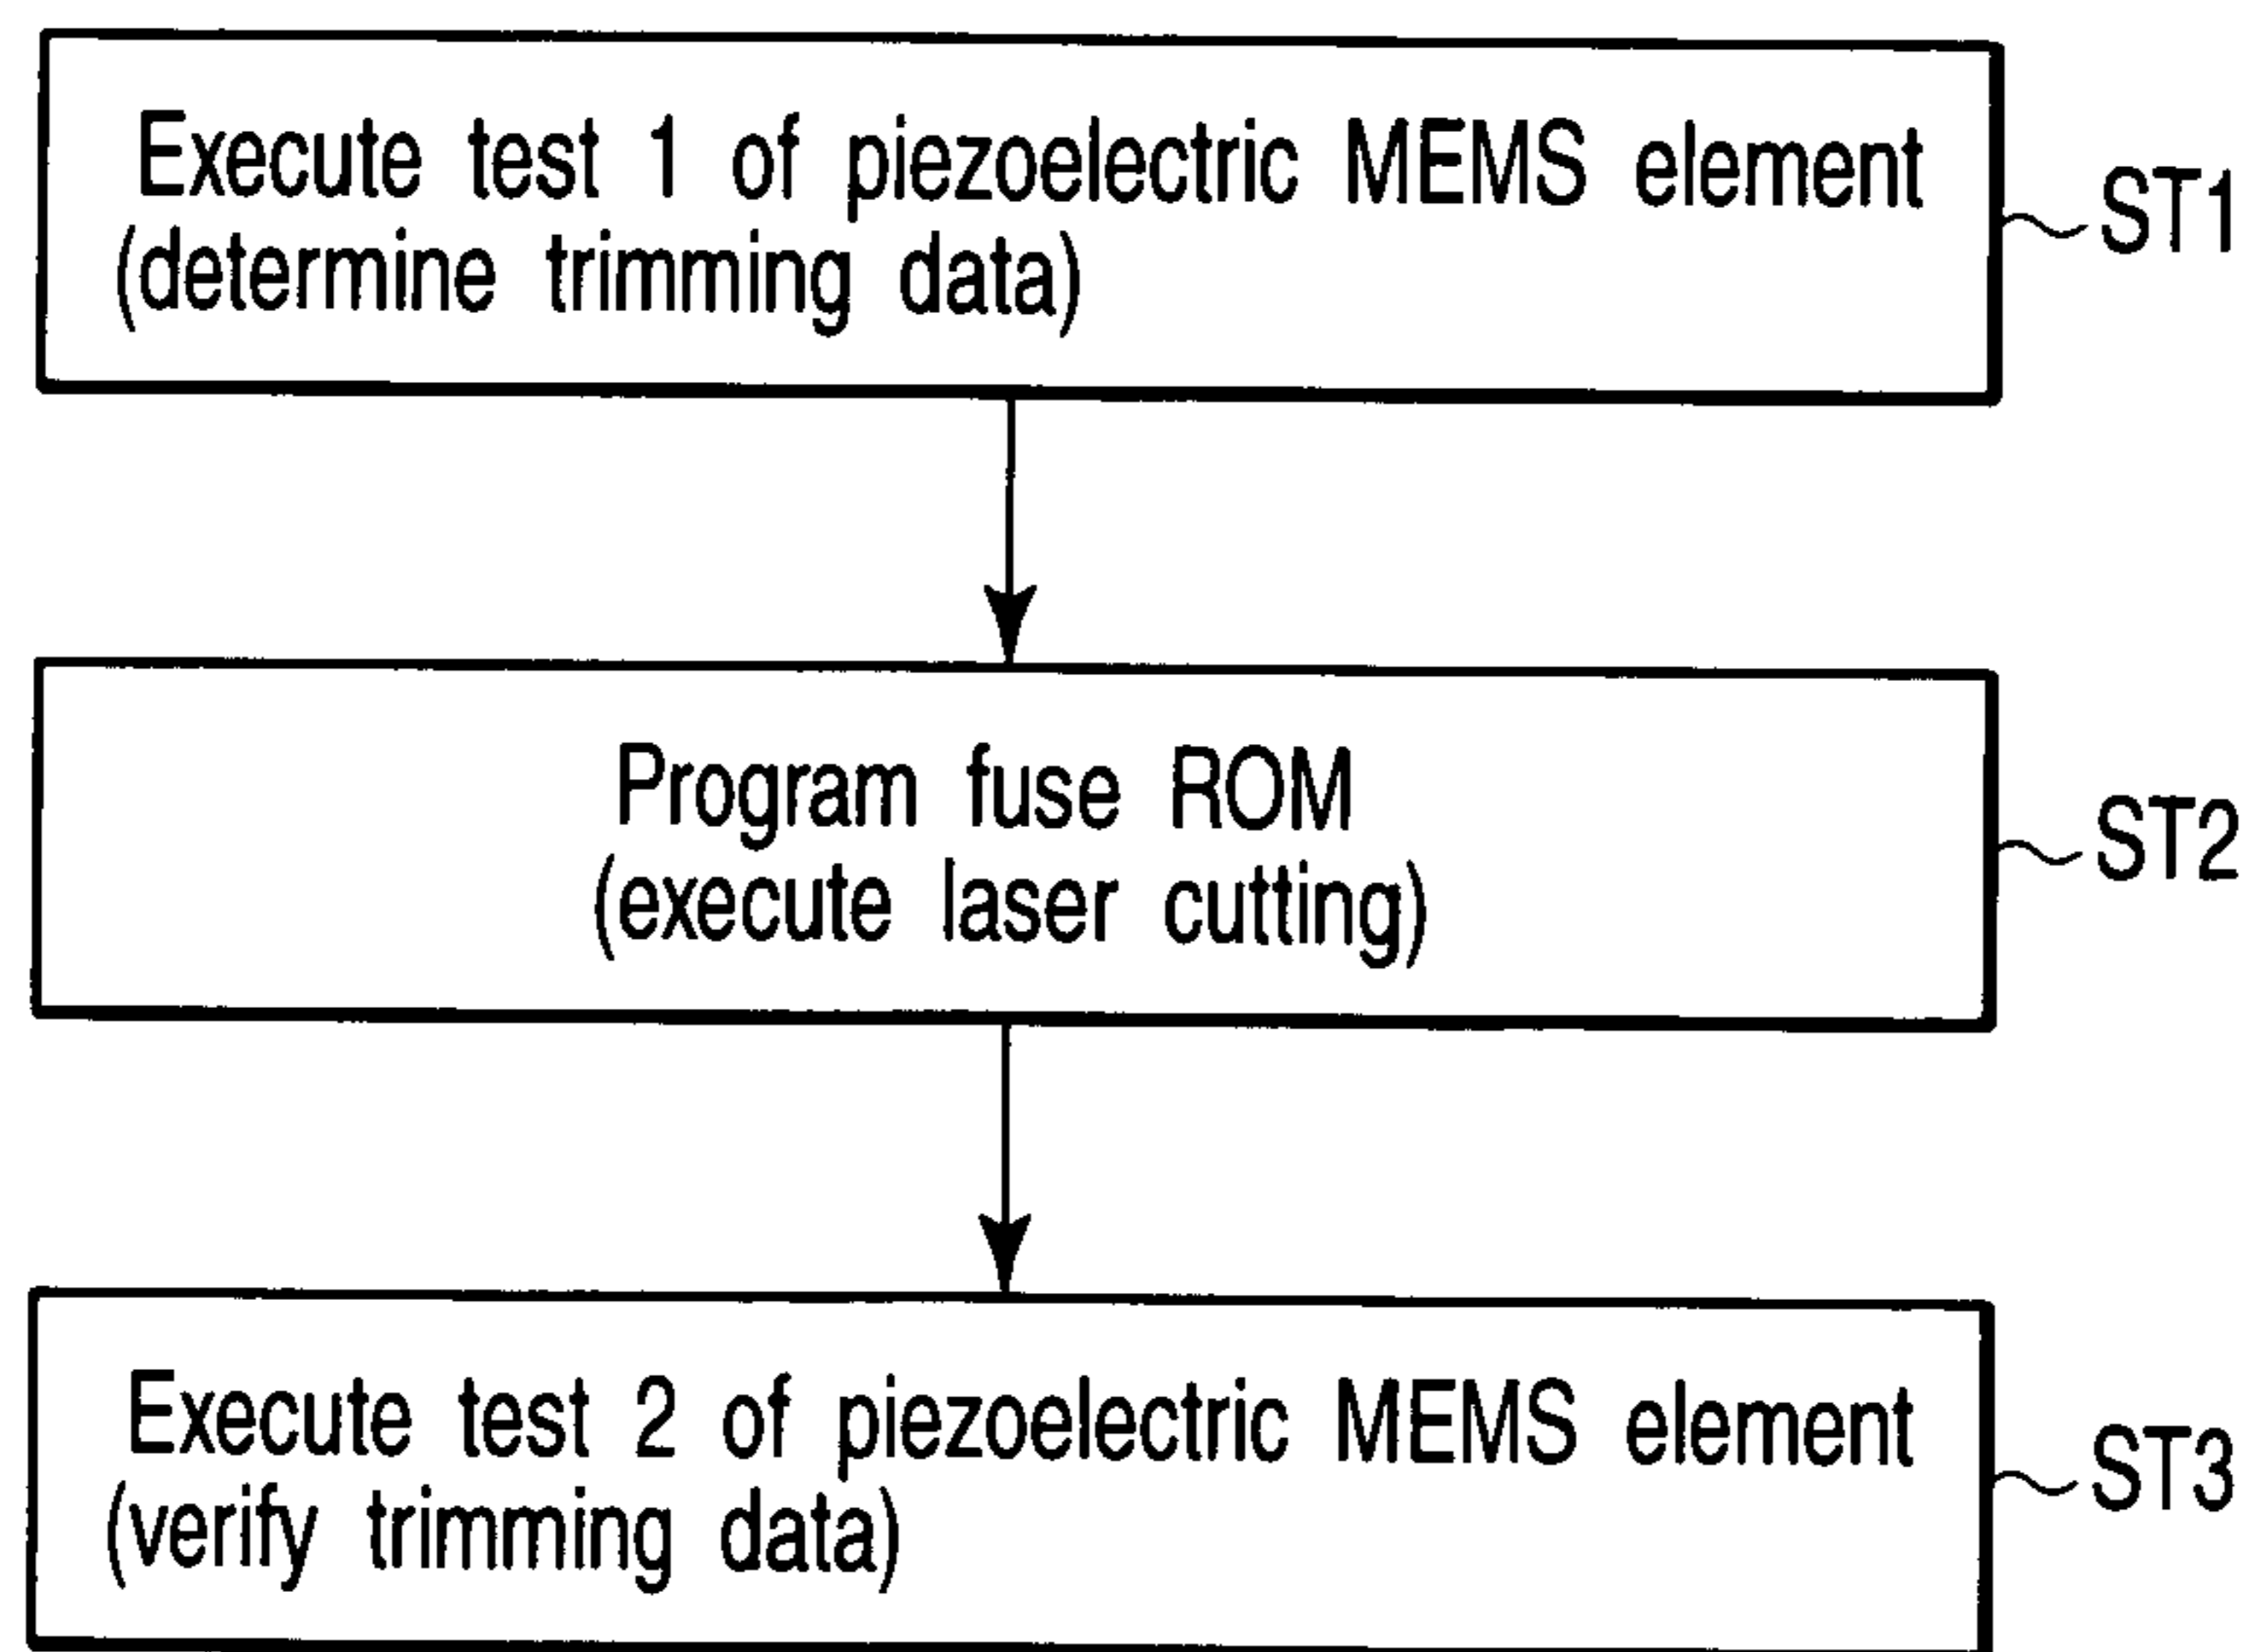 Execute test 1 of piezoelectric MEMS element
(determine trimming data)
ST1
Program fuse ROM
(execute laser cutting)
ST2
Execute test 2 of piezoelectric MEMS element
(verify trimming data)
ST3